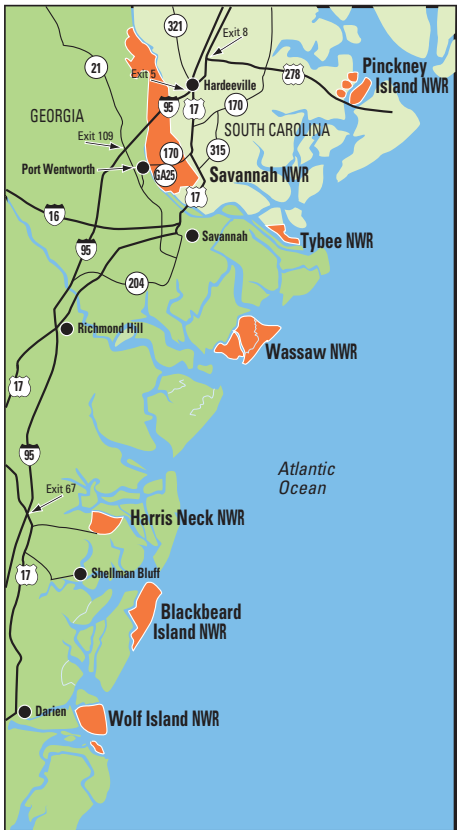 321
Exit 8
21
Exit 5
Hardeeville
278
Pinckney
Island NWR
95
17
170
GEORGIA
SOUTH CAROLINA
Exit 109
170
315
Port Wentworth
GA25
Savannah NWR
17
16
Savannah
Tybee NWR
95
204
Richmond Hill
Wassaw NWR
17
95
Atlantic
Ocean
Exit 67
Harris Neck NWR
17
Shellman Bluff
Blackbeard
Island NWR
Darien
Wolf Island NWR